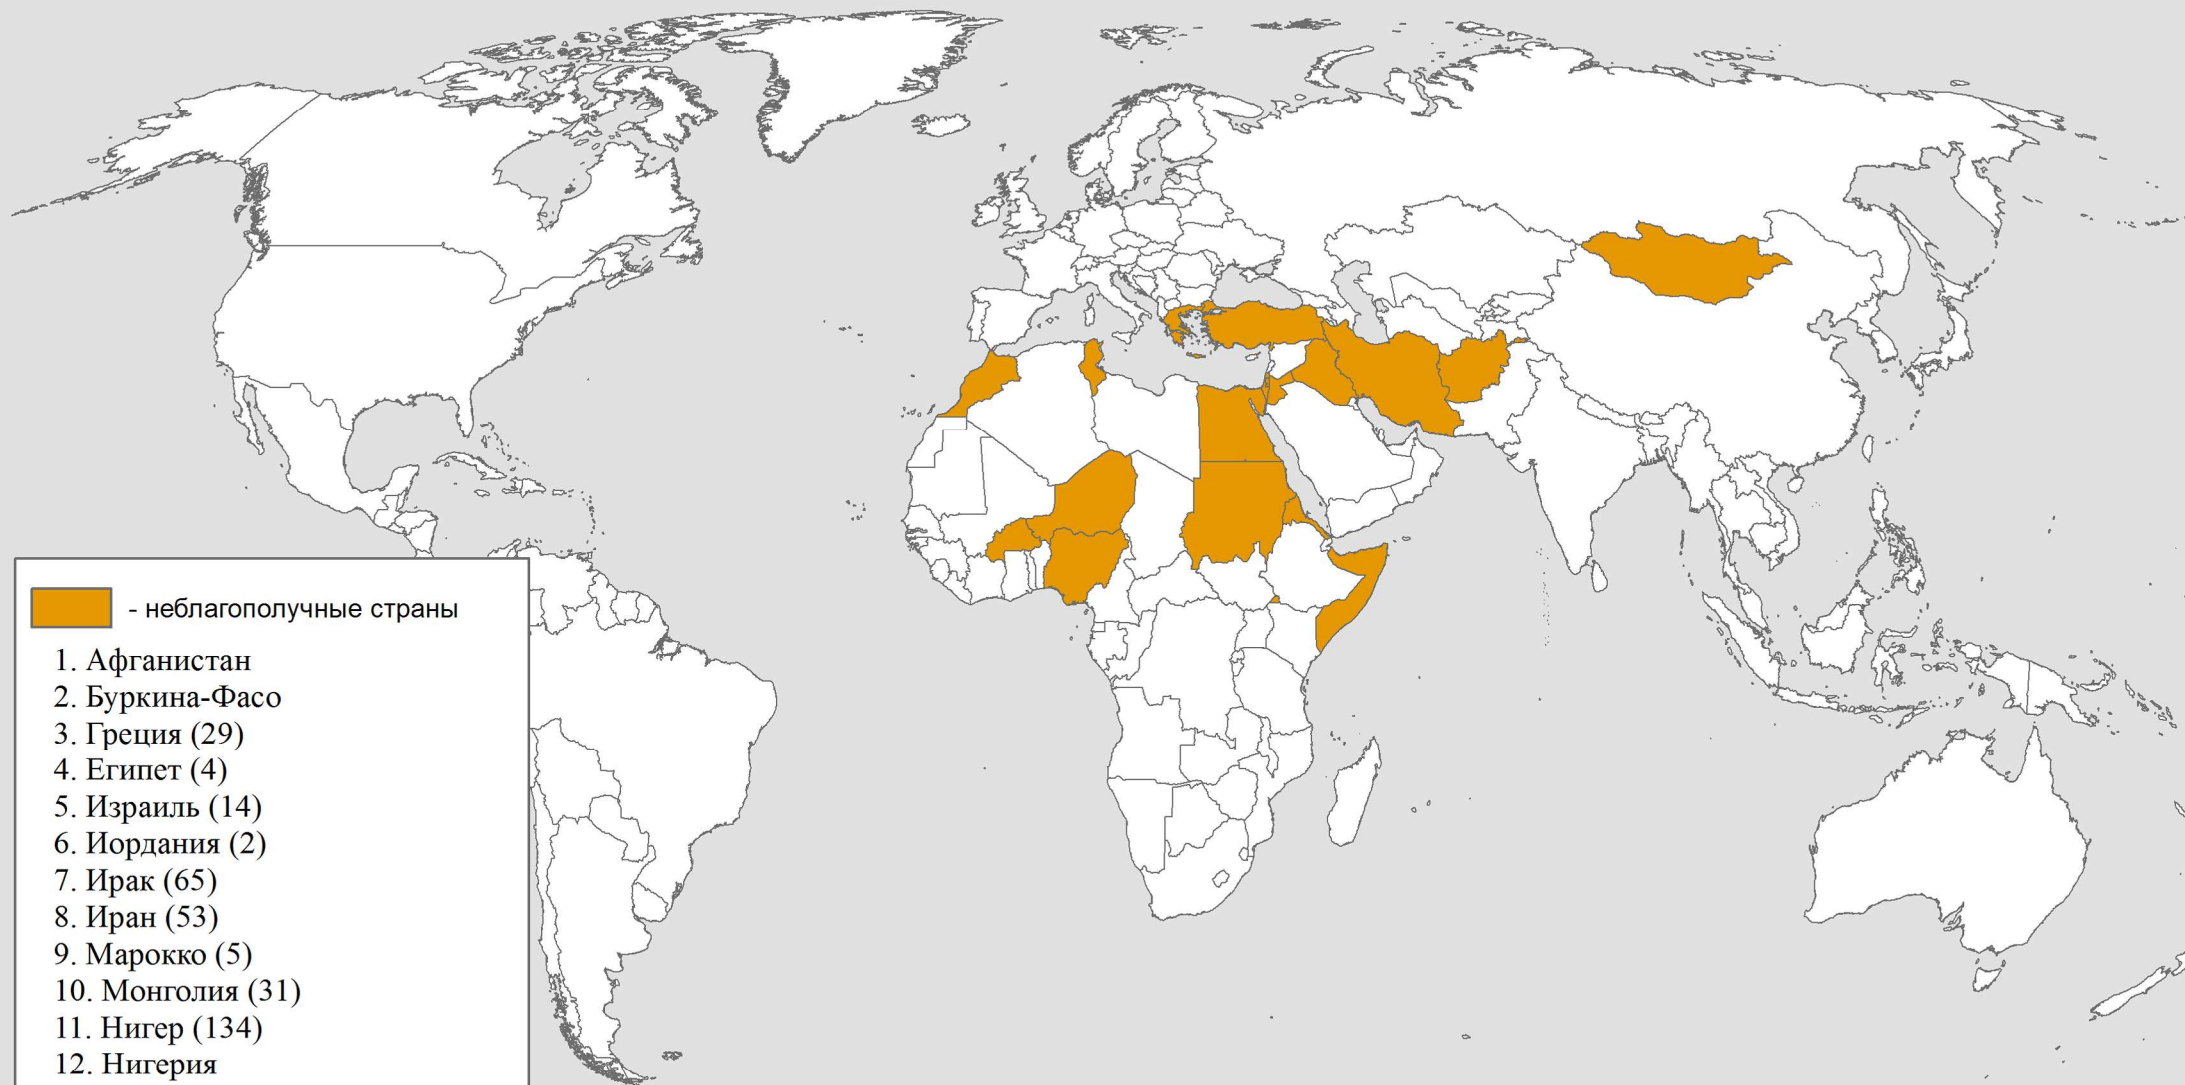 - неблагополучные страны
1. Афганистан
2. Буркина-Фасо
3. Греция (29)
4. Египет (4)
5. Израиль (14)
6. Иордания (2)
7. Ирак (65)
8. Иран (53)
9. Марокко (5)
10. Монголия (31)
11. Нигер (134)
12. Нигерия